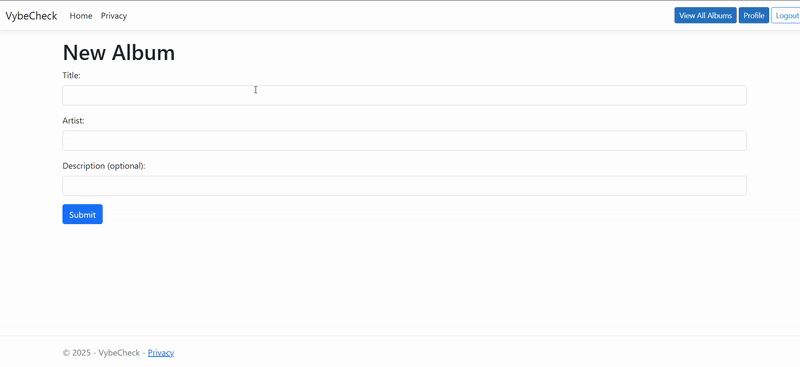 VybeCheck Home Privacy View All Albums Profile Logout
New Album
Title:
Artist:
Description (optional):
Submit
© 2025 - VybeCheck - Privacy